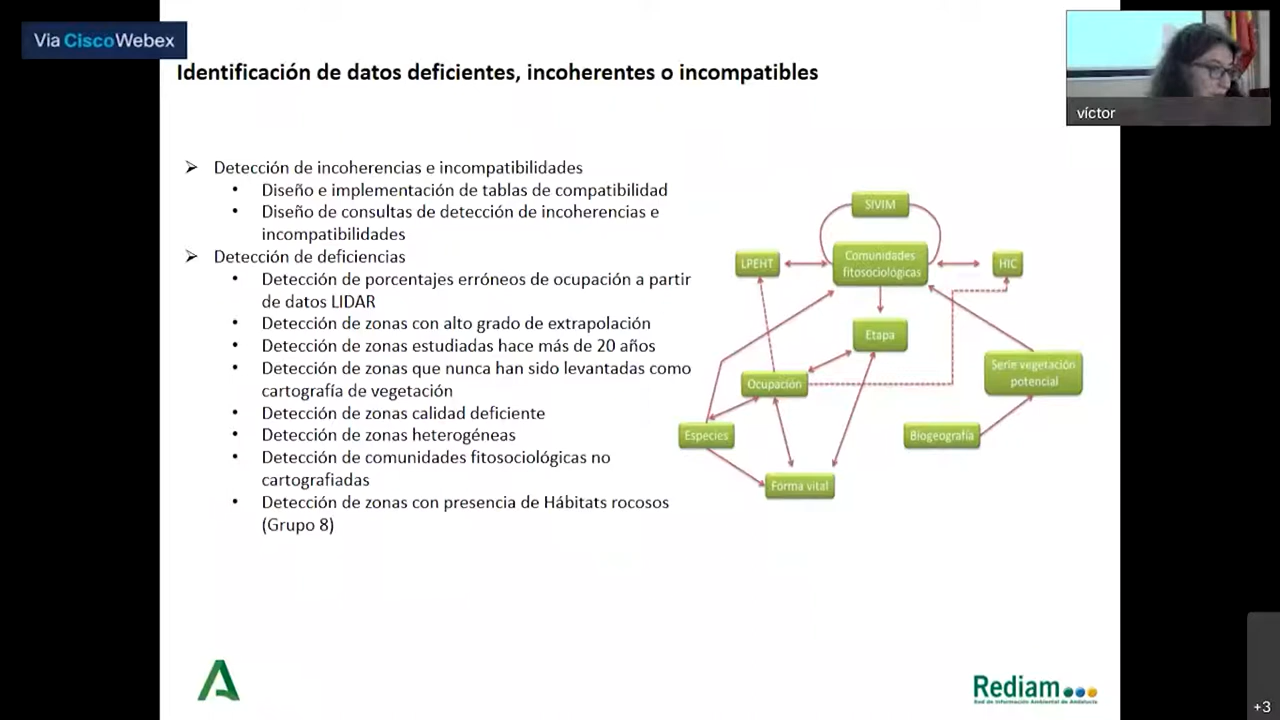 Via CiscoWebex
Identificación de datos deficientes, incoherentes o incompatibles
víctor
Detección de incoherencias e incompatibilidades
Diseño e implementación de tablas de compatibilidad
Diseño de consultas de detección de incoherencias e
incompatibilidades
Detección de deficiencias
Detección de porcentajes erróneos de ocupación a partir
de datos LIDAR
Detección de zonas con alto grado de extrapolación
Detección de zonas estudiadas hace más de 20 años
Detección de zonas que nunca han sido levantadas como
cartografía de vegetación
Detección de zonas calidad deficiente
Detección de zonas heterogéneas
Detección de comunidades fitosociológicas no
cartografiadas
Detección de zonas con presencia de Hábitats rocosos
(Grupo 8)
SIVIM
LPEHT
Comunidades
fitosociológicas
HIC
Etapa
Serie vegetación
potencial
Ocupación
Especies
Biogeografía
Forma vital
Rediam
Red de Información Ambiental de Andalucía
+3